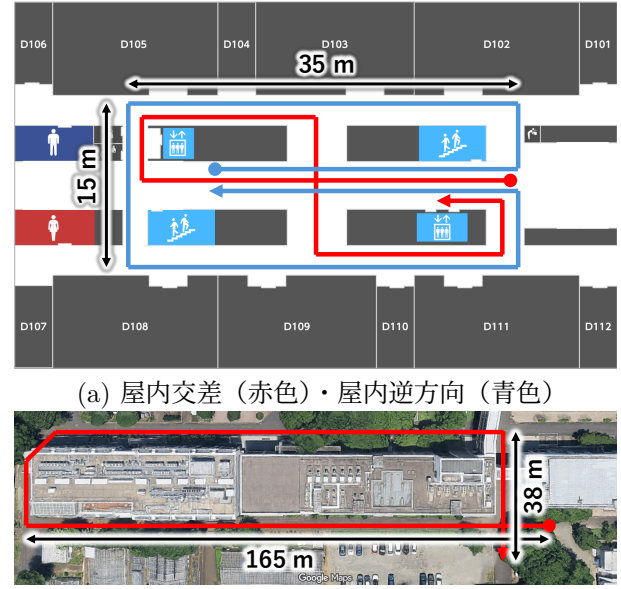 D106 D105 D104 D103 D102 D101
35 m
15 m
D107 D108 D109 D110 D111 D112
(a) 屋内交差（赤色）・屋内逆方向（青色）
38 m
165 m
Google Maps